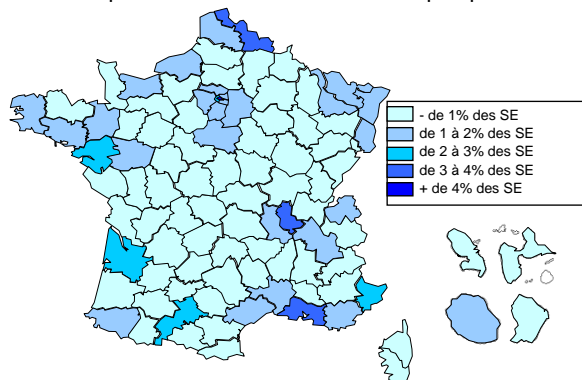 - de 1% des SE
de 1 à 2% des SE
de 2 à 3% des SE
de 3 à 4% des SE
+ de 4% des SE